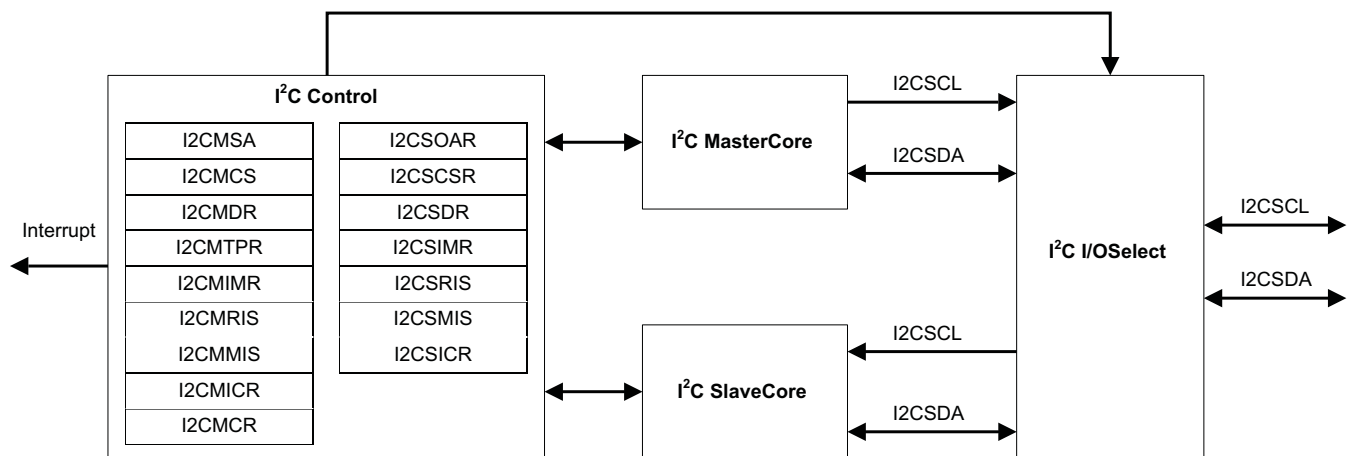 I²C Control
I2CMSA
I2CMCS
I2CMDR
I2CMTPR
I2CMIMR
I2CMRIS
I2CMMIS
I2CMICR
I2CMCR
I2CSOAR
I2CSCSR
I2CSDR
I2CSIMR
I2CSRIS
I2CSMIS
I2CSICR
Interrupt
I²C MasterCore
I2CSCL
I2CSDA
I²C SlaveCore
I2CSCL
I2CSDA
I²C I/OSelect
I2CSCL
I2CSDA